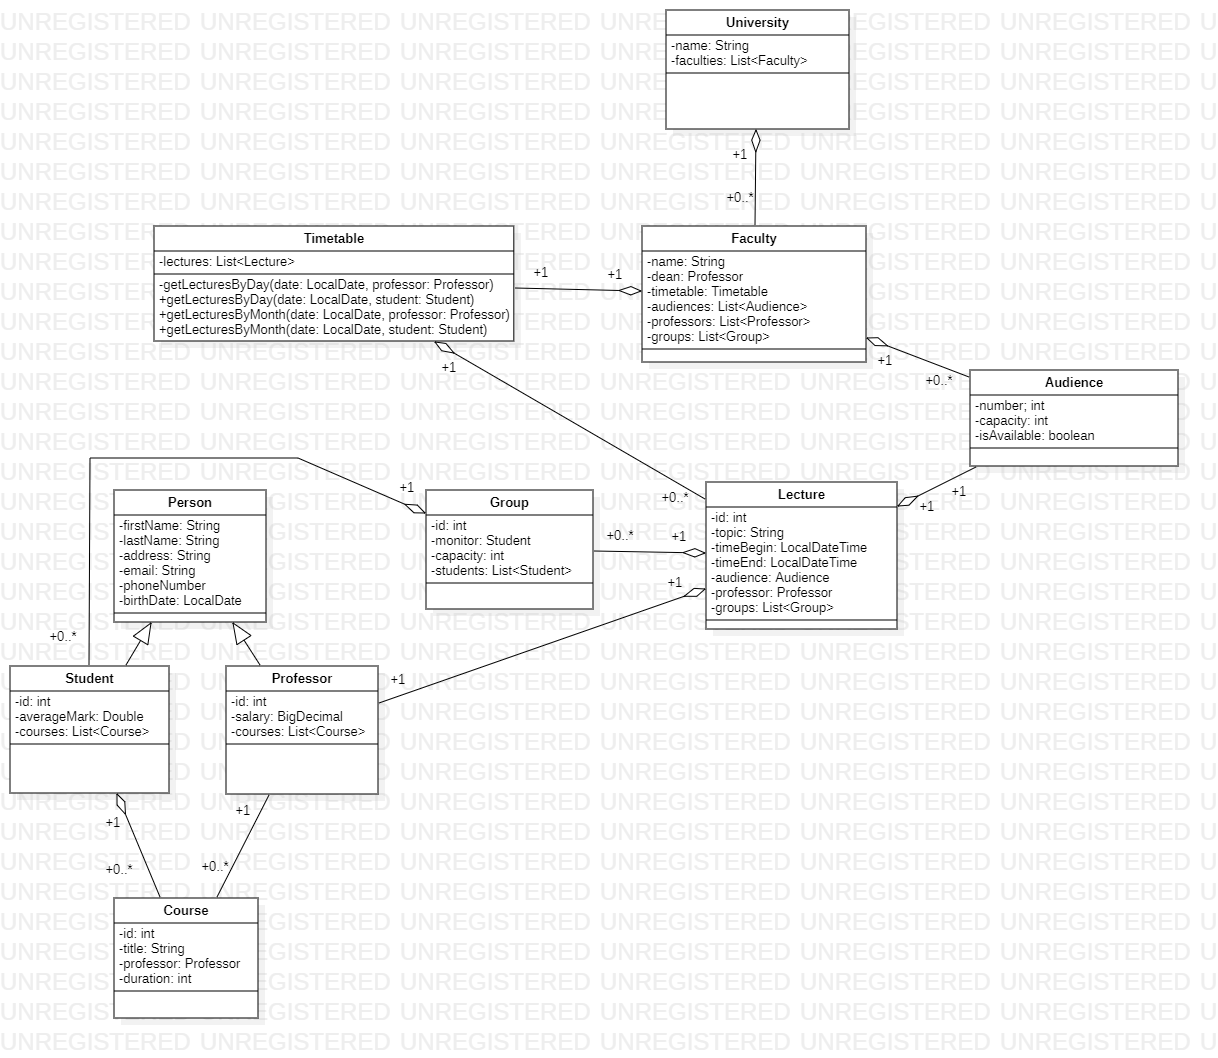 University
-name: String
-faculties: List<Faculty>
+1
+0..*
Timetable
-lectures: List<Lecture>
-getLecturesByDay(date: LocalDate, professor: Professor)
+getLecturesByDay(date: LocalDate, student: Student)
+getLecturesByMonth(date: LocalDate, professor: Professor)
+getLecturesByMonth(date: LocalDate, student: Student)
+1
+1
Faculty
-name: String
-dean: Professor
-timetable: Timetable
-audiences: List<Audience>
-professors: List<Professor>
-groups: List<Group>
+1
+0..*
+1
Audience
-number; int
-capacity: int
-isAvailable: boolean
+1
+1
+0..*
Person
-firstName: String
-lastName: String
-address: String
-email: String
-phoneNumber
-birthDate: LocalDate
+1
Group
-id: int
-monitor: Student
-capacity: int
-students: List<Student>
+0..*
+1
+1
Lecture
-id: int
-topic: String
-timeBegin: LocalDateTime
-timeEnd: LocalDateTime
-audience: Audience
-professor: Professor
-groups: List<Group>
+0..*
Student
-id: int
-averageMark: Double
-courses: List<Course>
Professor
-id: int
-salary: BigDecimal
-courses: List<Course>
+1
+1
+1
+0..*
+0..*
Course
-id: int
-title: String
-professor: Professor
-duration: int
UNREGISTERED